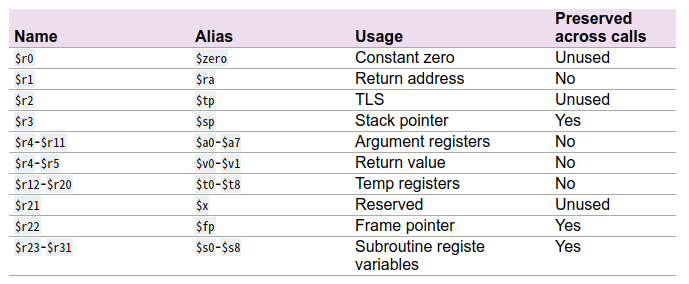 Name Alias Usage Preserved across calls
$r0 $zero Constant zero Unused
$r1 $ra Return address No
$r2 $tp TLS Unused
$r3 $sp Stack pointer Yes
$r4-$r11 $a0-$a7 Argument registers No
$r4-$r5 $v0-$v1 Return value No
$r12-$r20 $t0-$t8 Temp registers No
$r21 $x Reserved Unused
$r22 $fp Frame pointer Yes
$r23-$r31 $s0-$s8 Subroutine registe Yes
variables